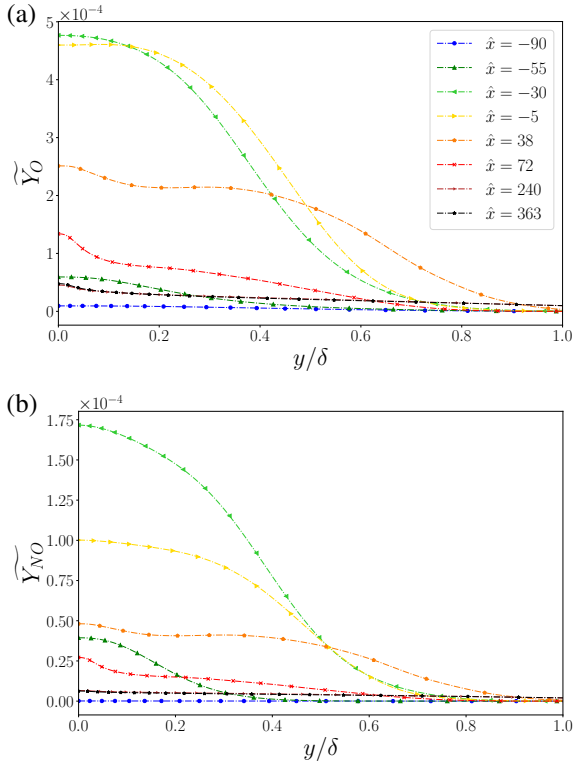 (a)
×10⁻⁴
5
4
3
2
1
0
Y͠_O
x̂ = −90
x̂ = −55
x̂ = −30
x̂ = −5
x̂ = 38
x̂ = 72
x̂ = 240
x̂ = 363
0.0 0.2 0.4 0.6 0.8 1.0
y/δ
(b)
×10⁻⁴
1.75
1.50
1.25
1.00
0.75
0.50
0.25
0.00
Y͠_NO
0.0 0.2 0.4 0.6 0.8 1.0
y/δ